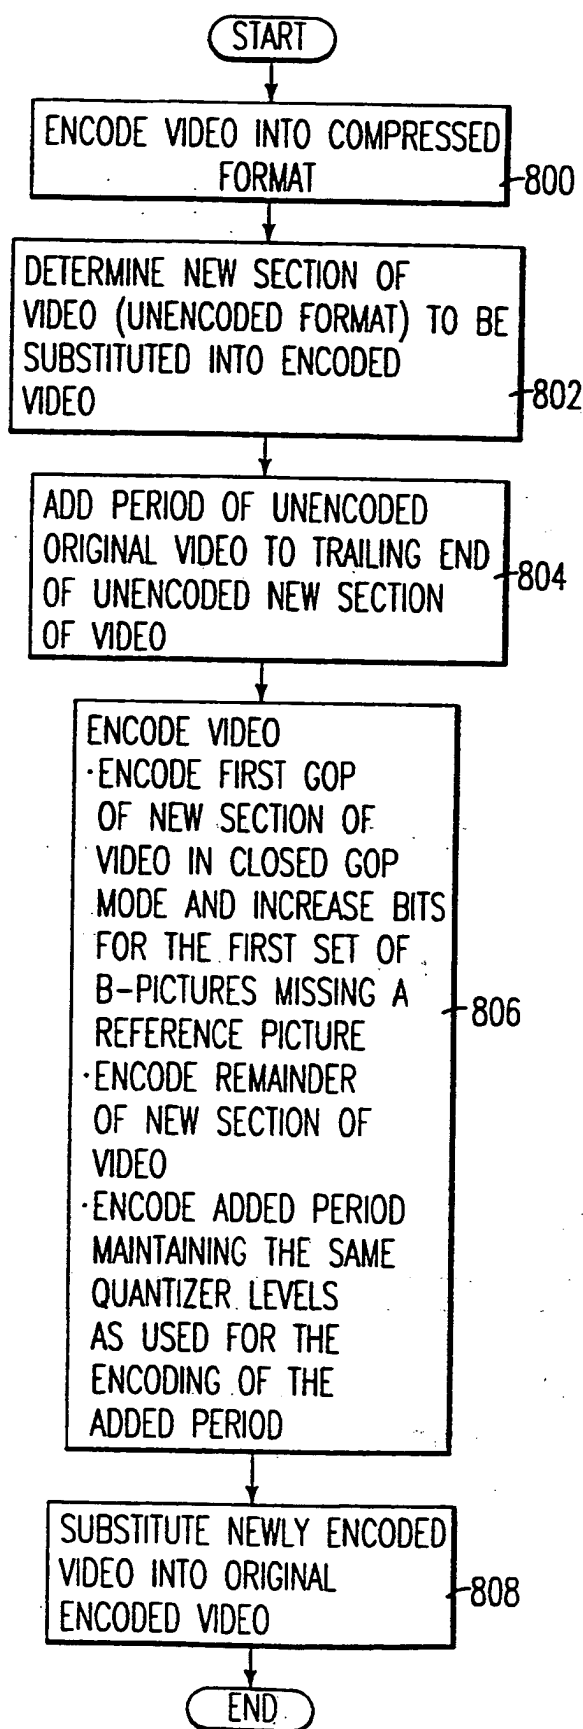 START
ENCODE VIDEO INTO COMPRESSED
FORMAT
800
DETERMINE NEW SECTION OF
VIDEO (UNENCODED FORMAT) TO BE
SUBSTITUTED INTO ENCODED
VIDEO
802
ADD PERIOD OF UNENCODED
ORIGINAL VIDEO TO TRAILING END
OF UNENCODED NEW SECTION
OF VIDEO
804
ENCODE VIDEO
·ENCODE FIRST GOP
OF NEW SECTION OF
VIDEO IN CLOSED GOP
MODE AND INCREASE BITS
FOR THE FIRST SET OF
B-PICTURES MISSING A
REFERENCE PICTURE
·ENCODE REMAINDER
OF NEW SECTION OF
VIDEO
·ENCODE ADDED PERIOD
MAINTAINING THE SAME
QUANTIZER LEVELS
AS USED FOR THE
ENCODING OF THE
ADDED PERIOD
806
SUBSTITUTE NEWLY ENCODED
VIDEO INTO ORIGINAL
ENCODED VIDEO
808
END